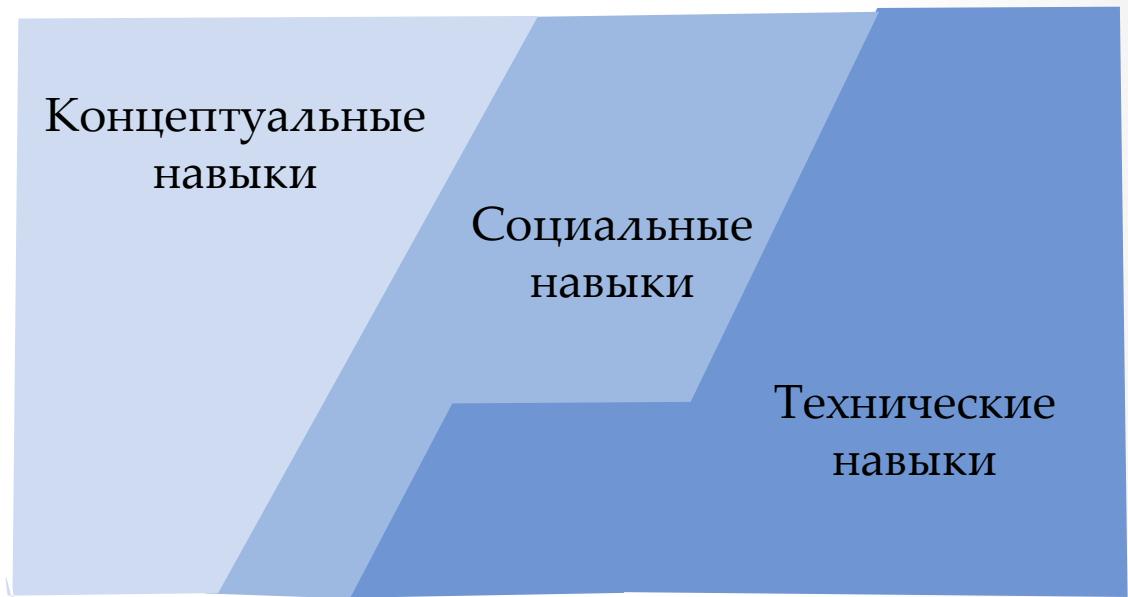 Концептуальные
навыки
Социальные
навыки
Технические
навыки